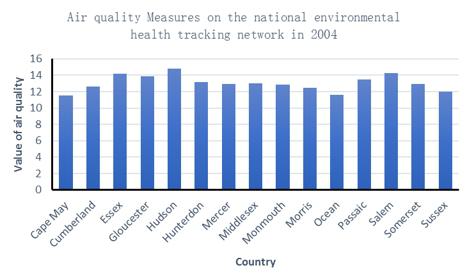 Air quality Measures on the national environmental
health tracking network in 2004
Value of air quality
16
14
12
10
8
6
4
2
0
Cape May
Cumberland
Essex
Gloucester
Hudson
Hunterdon
Mercer
Middlesex
Monmouth
Morris
Ocean
Passaic
Salem
Somerset
Sussex
Country